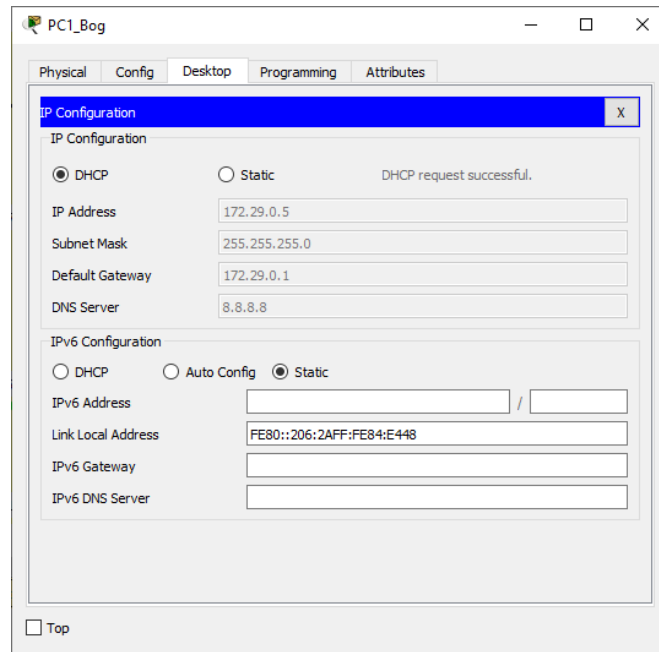 PC1_Bog
Physical Config Desktop Programming Attributes
IP Configuration X
IP Configuration
DHCP Static DHCP request successful.
IP Address 172.29.0.5
Subnet Mask 255.255.255.0
Default Gateway 172.29.0.1
DNS Server 8.8.8.8
IPv6 Configuration
DHCP Auto Config Static
IPv6 Address /
Link Local Address FE80::206:2AFF:FE84:E448
IPv6 Gateway
IPv6 DNS Server
Top